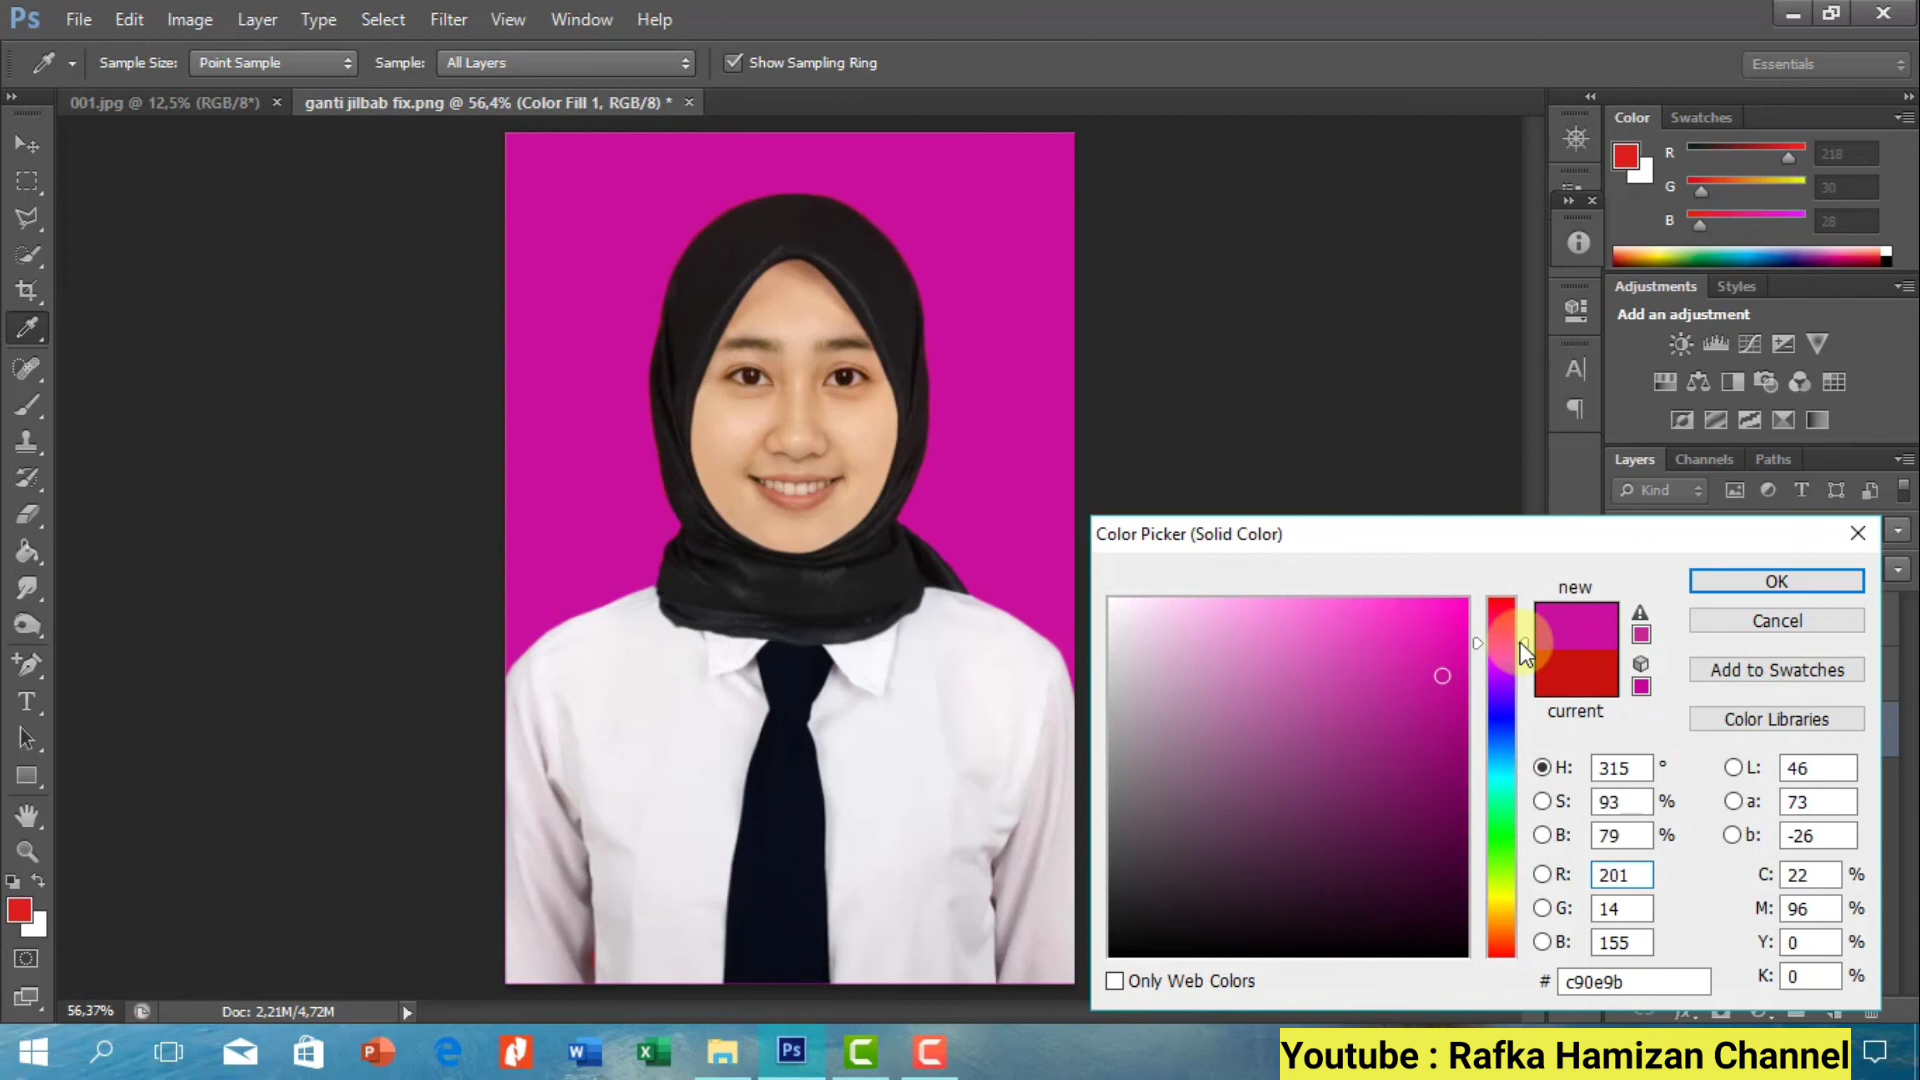 Ps File Edit Image Layer Type Select Filter View Window Help
Sample Size: Point Sample Sample: All Layers Show Sampling Ring Essentials
001.jpg @ 12,5% (RGB/8*) × ganti jilbab fix.png @ 56,4% (Color Fill 1, RGB/8) * ×
Color Swatches
R 218
G 30
B 28
Adjustments Styles
Add an adjustment
Layers Channels Paths
Kind
Color Picker (Solid Color)
new
current
OK
Cancel
Add to Swatches
Color Libraries
H: 315 °
S: 93 %
B: 79 %
R: 201
G: 14
B: 155
L: 46
a: 73
b: -26
C: 22 %
M: 96 %
Y: 0 %
K: 0 %
Only Web Colors
# c90e9b
56,37% Doc: 2,21M/4,72M
Youtube : Rafka Hamizan Channel